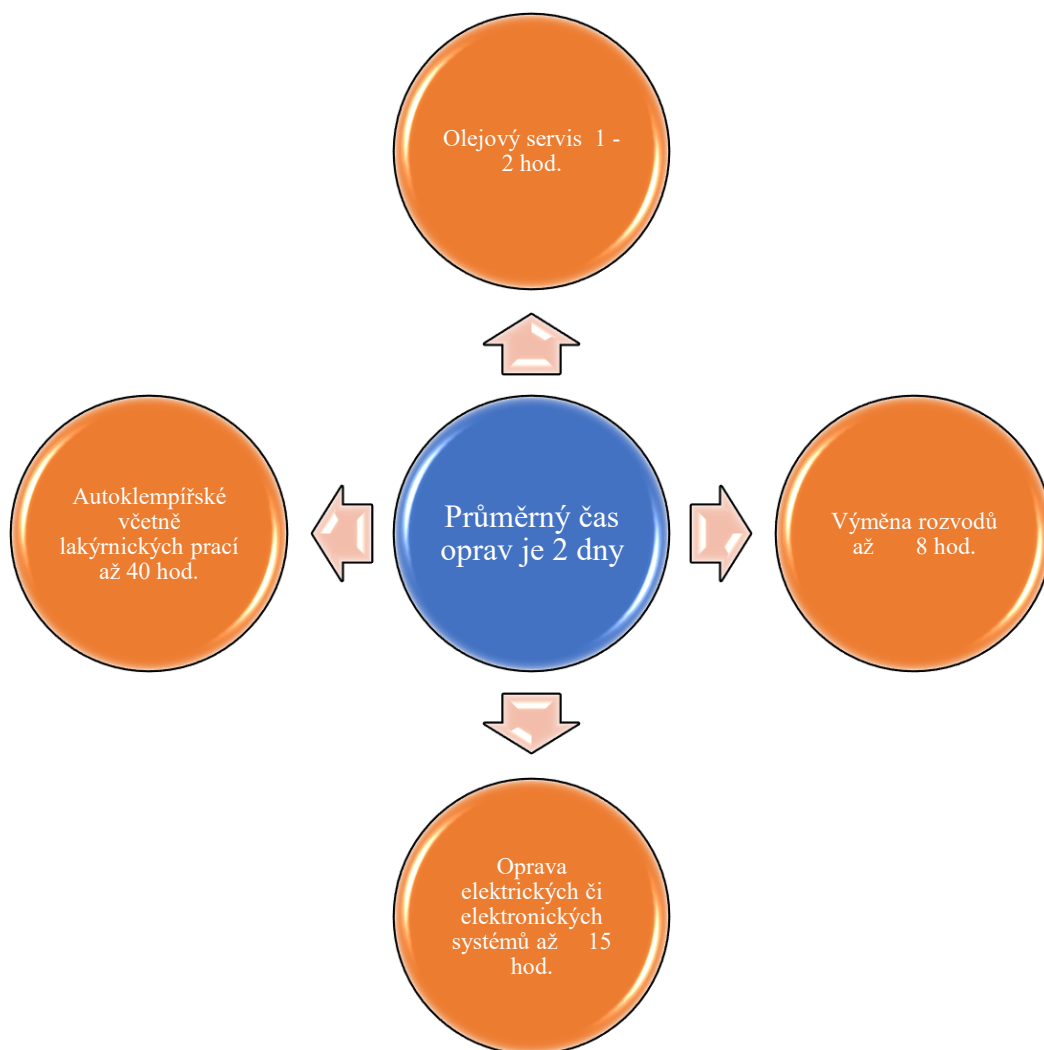 Olejový servis 1 -
2 hod.
Autoklempířské
včetně
lakýrnických prací
až 40 hod.
Průměrný čas
oprav je 2 dny
Výměna rozvodů
až 8 hod.
Oprava
elektrických či
elektronických
systémů až 15
hod.